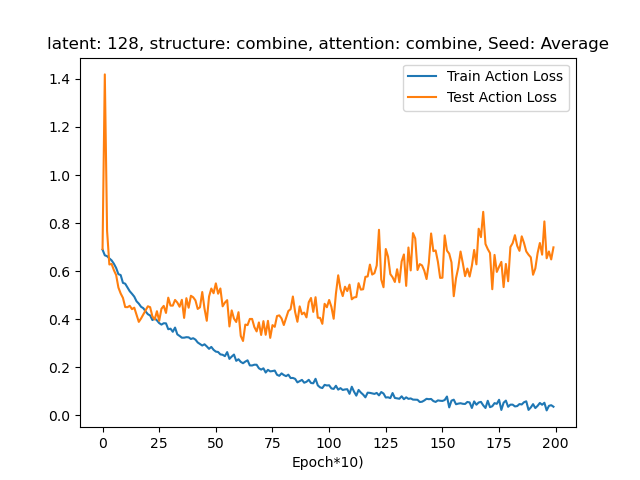 latent: 128, structure: combine, attention: combine, Seed: Average
Train Action Loss
Test Action Loss
1.4
1.2
1.0
0.8
0.6
0.4
0.2
0.0
0 25 50 75 100 125 150 175 200
Epoch*10)